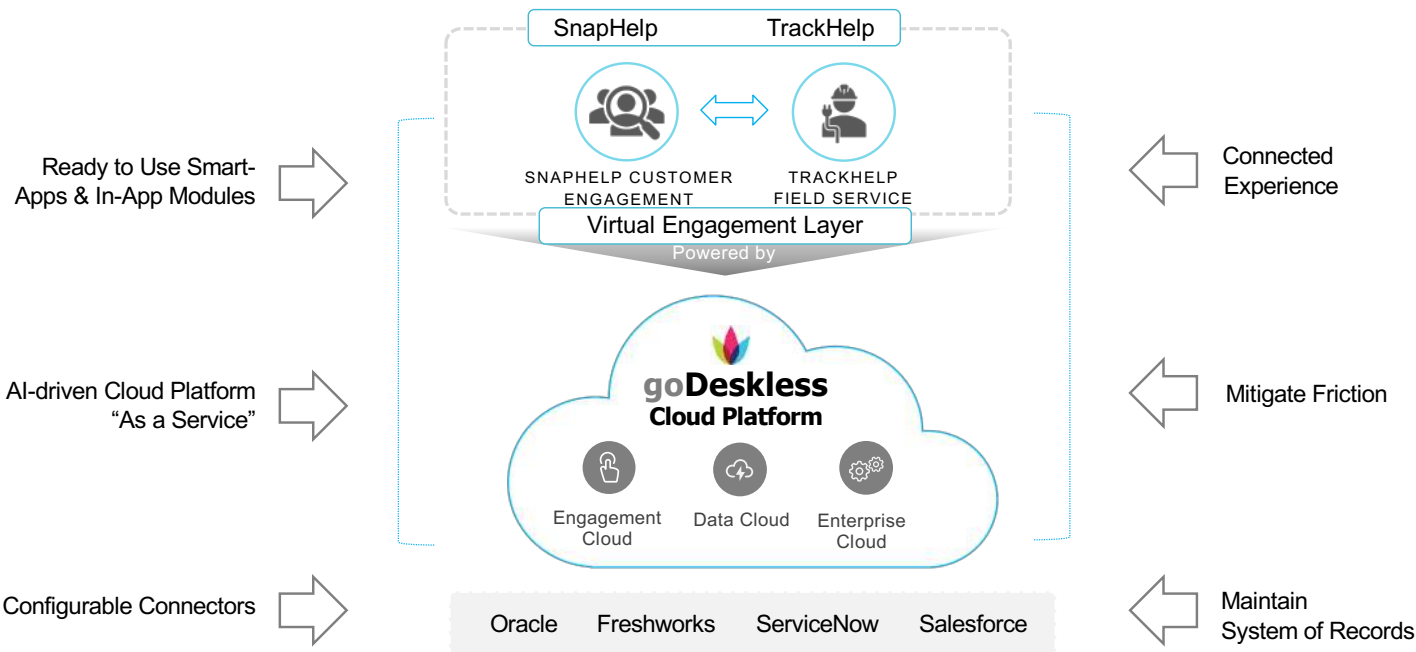 SnapHelp TrackHelp
SNAPHELP CUSTOMER
ENGAGEMENT
TRACKHELP
FIELD SERVICE
Virtual Engagement Layer
Powered by
Ready to Use Smart-
Apps & In-App Modules
Connected
Experience
goDeskless
Cloud Platform
AI-driven Cloud Platform
“As a Service”
Mitigate Friction
Engagement
Cloud
Data Cloud
Enterprise
Cloud
Configurable Connectors
Oracle Freshworks ServiceNow Salesforce
Maintain
System of Records